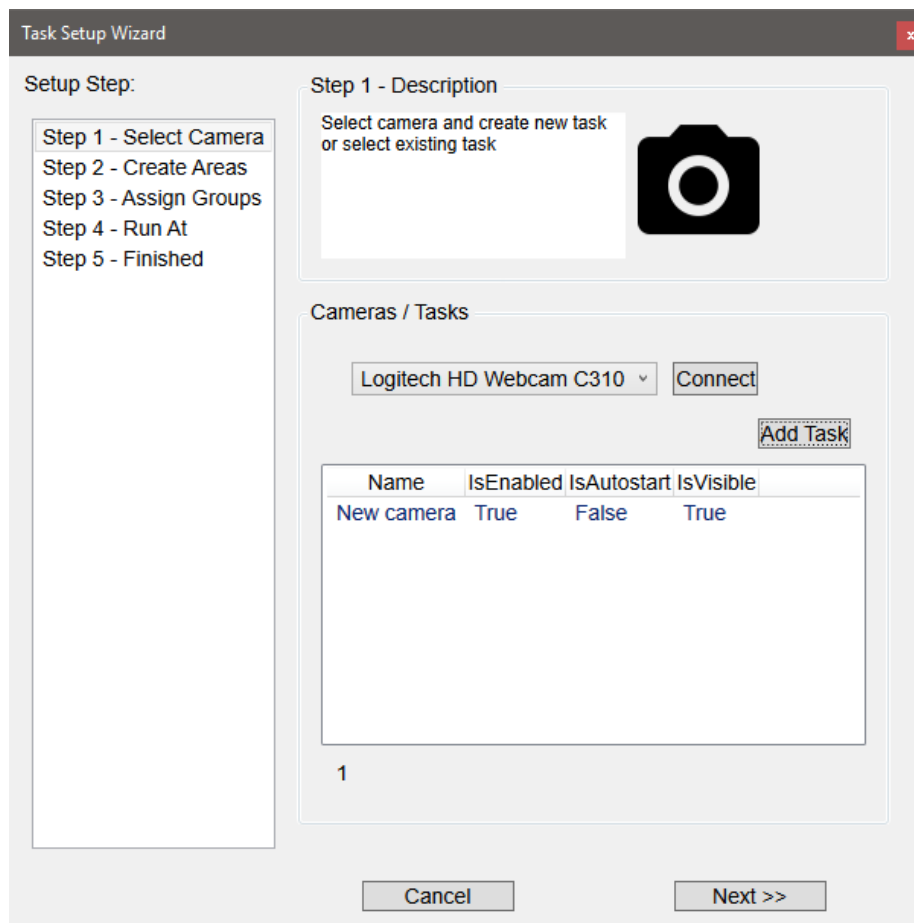 Task Setup Wizard
x
Setup Step:
Step 1 - Select Camera
Step 2 - Create Areas
Step 3 - Assign Groups
Step 4 - Run At
Step 5 - Finished
Step 1 - Description
Select camera and create new task
or select existing task
Cameras / Tasks
Logitech HD Webcam C310
Connect
Add Task
Name IsEnabled IsAutostart IsVisible
New camera True False True
1
Cancel
Next >>